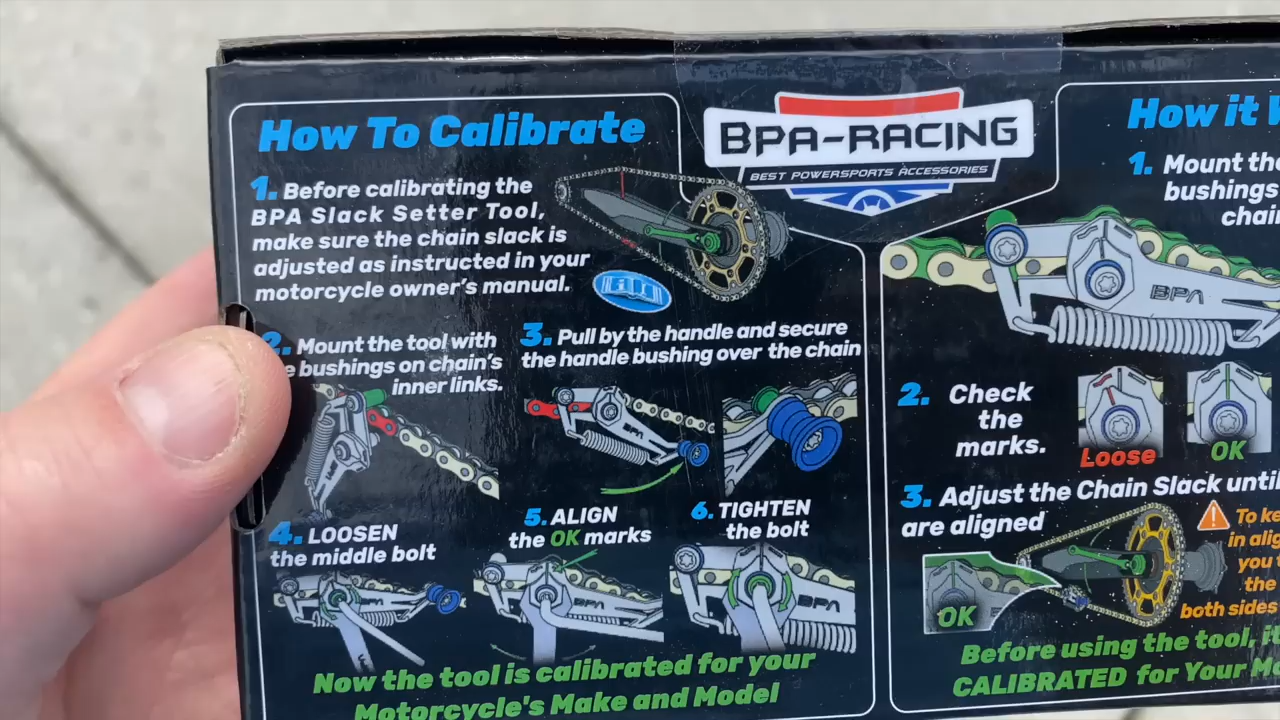 How To Calibrate
1. Before calibrating the
BPA Slack Setter Tool,
make sure the chain slack is
adjusted as instructed in your
motorcycle owner's manual.
2. Mount the tool with
bushings on chain's
inner links.
3. Pull by the handle and secure
the handle bushing over the chain
4. LOOSEN
the middle bolt
5. ALIGN
the OK marks
6. TIGHTEN
the bolt
BPA
BPA
Now the tool is calibrated for your
Motorcycle's Make and Model
BPA-RACING
BEST POWERSPORTS ACCESSORIES
How it
1. Mount the
bushings
chain
BPA
2. Check
the
marks.
Loose
OK
3. Adjust the Chain Slack until
are aligned
OK
To
in
you
the
both sides
Before using the tool,
CALIBRATED for Your